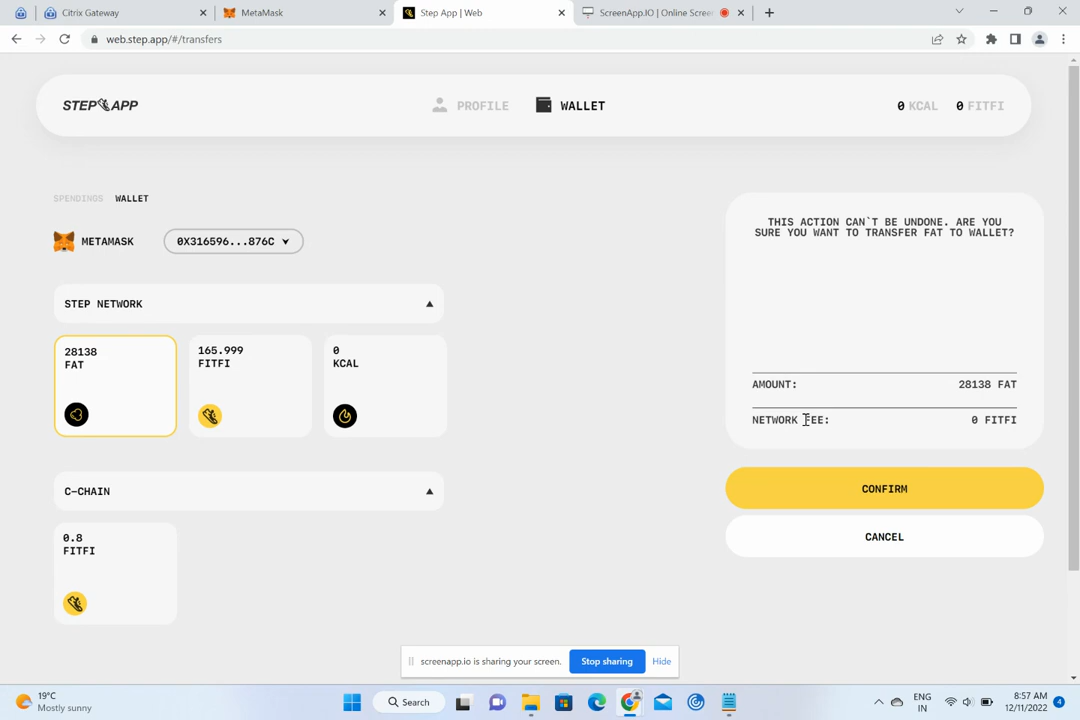 Citrix Gateway
MetaMask
Step App | Web
ScreenApp.IO | Online Scree
web.step.app/#/transfers
STEP APP
PROFILE
WALLET
0 KCAL
0 FITFI
SPENDINGS
WALLET
METAMASK
0X316596...876C
STEP NETWORK
28138
FAT
165.999
FITFI
0
KCAL
C-CHAIN
0.8
FITFI
THIS ACTION CAN`T BE UNDONE. ARE YOU
SURE YOU WANT TO TRANSFER FAT TO WALLET?
AMOUNT: 28138 FAT
NETWORK FEE: 0 FITFI
CONFIRM
CANCEL
screenapp.io is sharing your screen.
Stop sharing
Hide
19°C
Mostly sunny
Search
ENG
IN
8:57 AM
12/11/2022
4